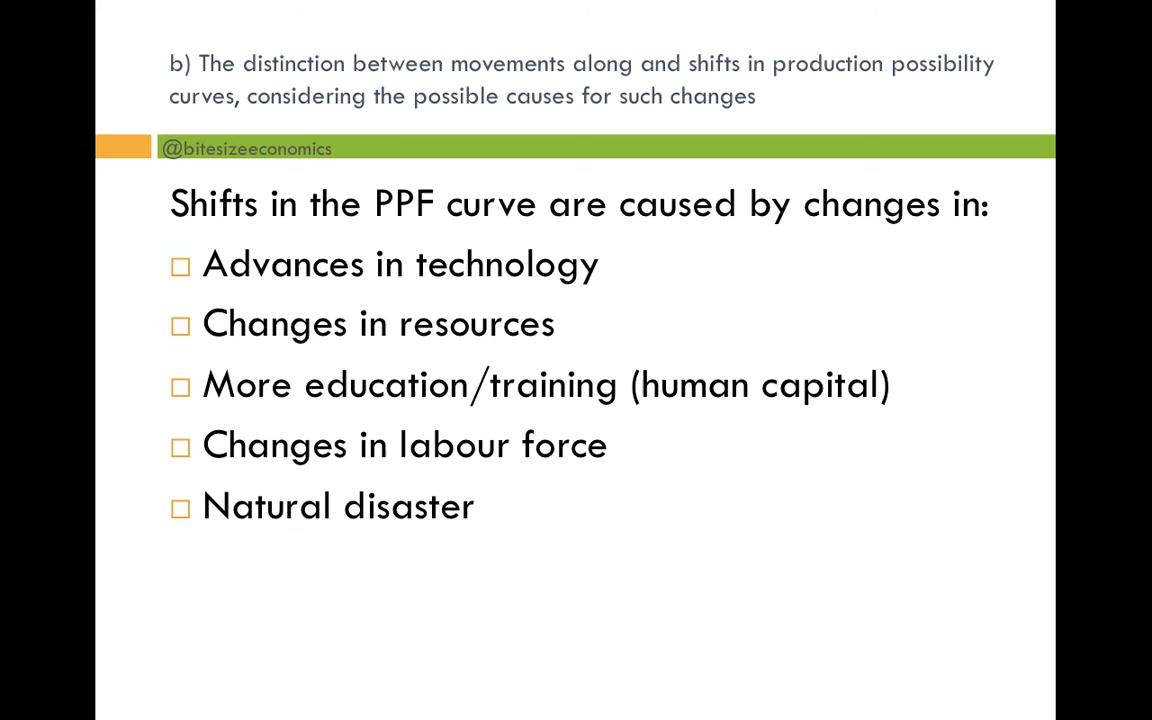 b) The distinction between movements along and shifts in production possibility
curves, considering the possible causes for such changes
@bitesizeeconomics
Shifts in the PPF curve are caused by changes in:
Advances in technology
Changes in resources
More education/training (human capital)
Changes in labour force
Natural disaster